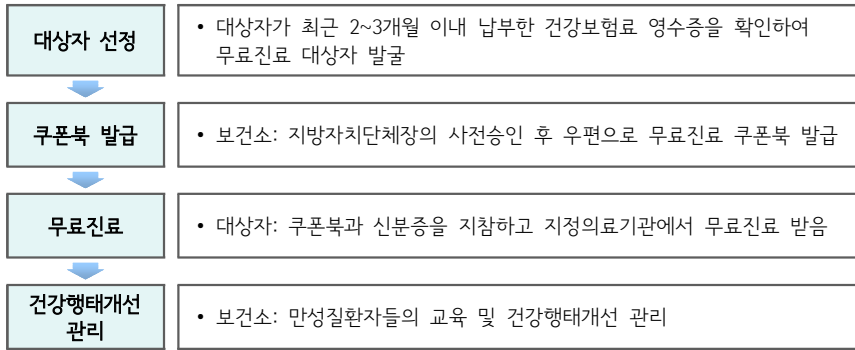 대상자 선정
• 대상자가 최근 2~3개월 이내 납부한 건강보험료 영수증을 확인하여
무료진료 대상자 발굴
쿠폰북 발급
• 보건소: 지방자치단체장의 사전승인 후 우편으로 무료진료 쿠폰북 발급
무료진료
• 대상자: 쿠폰북과 신분증을 지참하고 지정의료기관에서 무료진료 받음
건강행태개선
관리
• 보건소: 만성질환자들의 교육 및 건강행태개선 관리